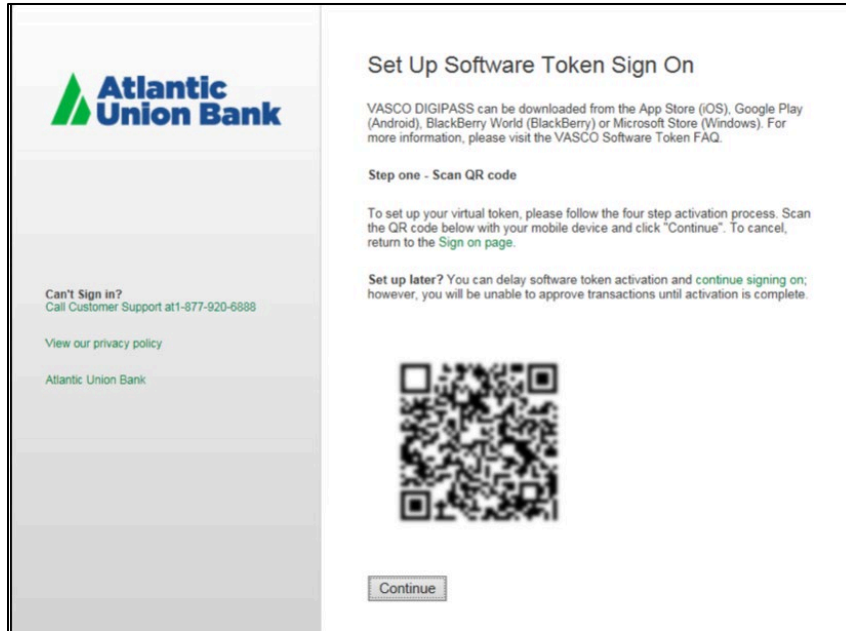 Atlantic
Union Bank
Can't Sign in?
Call Customer Support at1-877-920-6888
View our privacy policy
Atlantic Union Bank
Set Up Software Token Sign On
VASCO DIGIPASS can be downloaded from the App Store (iOS), Google Play
(Android), BlackBerry World (BlackBerry) or Microsoft Store (Windows). For
more information, please visit the VASCO Software Token FAQ.
Step one - Scan QR code
To set up your virtual token, please follow the four step activation process. Scan
the QR code below with your mobile device and click "Continue". To cancel,
return to the Sign on page.
Set up later? You can delay software token activation and continue signing on;
however, you will be unable to approve transactions until activation is complete.
Continue